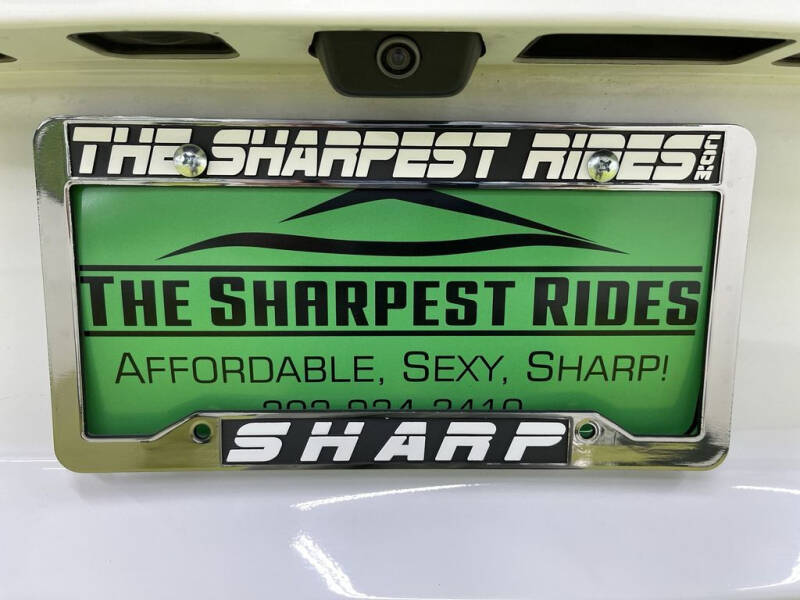 THE SHARPEST RIDES.COM
THE SHARPEST RIDES
AFFORDABLE, SEXY, SHARP!
SHARP